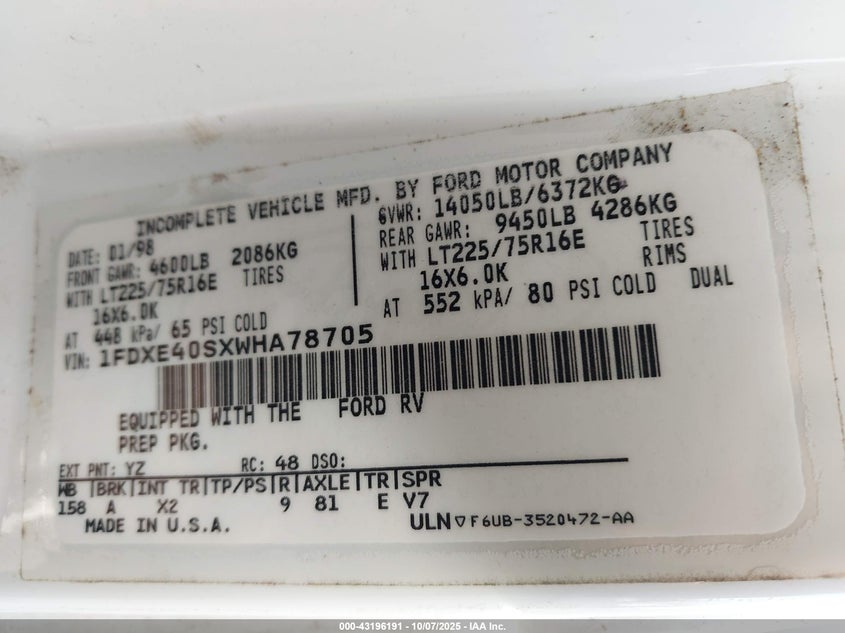 INCOMPLETE VEHICLE MFD. BY FORD MOTOR COMPANY
DATE: 01/98
FRONT GAWR: 4600LB 2086KG
WITH LT225/75R16E TIRES
16X6.0K
AT 448 kPa/ 65 PSI COLD
GVWR: 14050LB/6372KG
REAR GAWR: 9450LB 4286KG
WITH LT225/75R16E TIRES
16X6.0K RIMS
AT 552 kPA/ 80 PSI COLD DUAL
VIN: 1FDXE40SXWHA78705
EQUIPPED WITH THE FORD RV
PREP PKG.
EXT PNT: YZ RC: 48 DSO:
WB |BRK|INT TR|TP/PS|R|AXLE|TR|SPR
158 A X2 9 81 E V7
MADE IN U.S.A.
ULN ▽ F6UB-3520472-AA
000-43196191 - 10/07/2025 - IAA Inc.